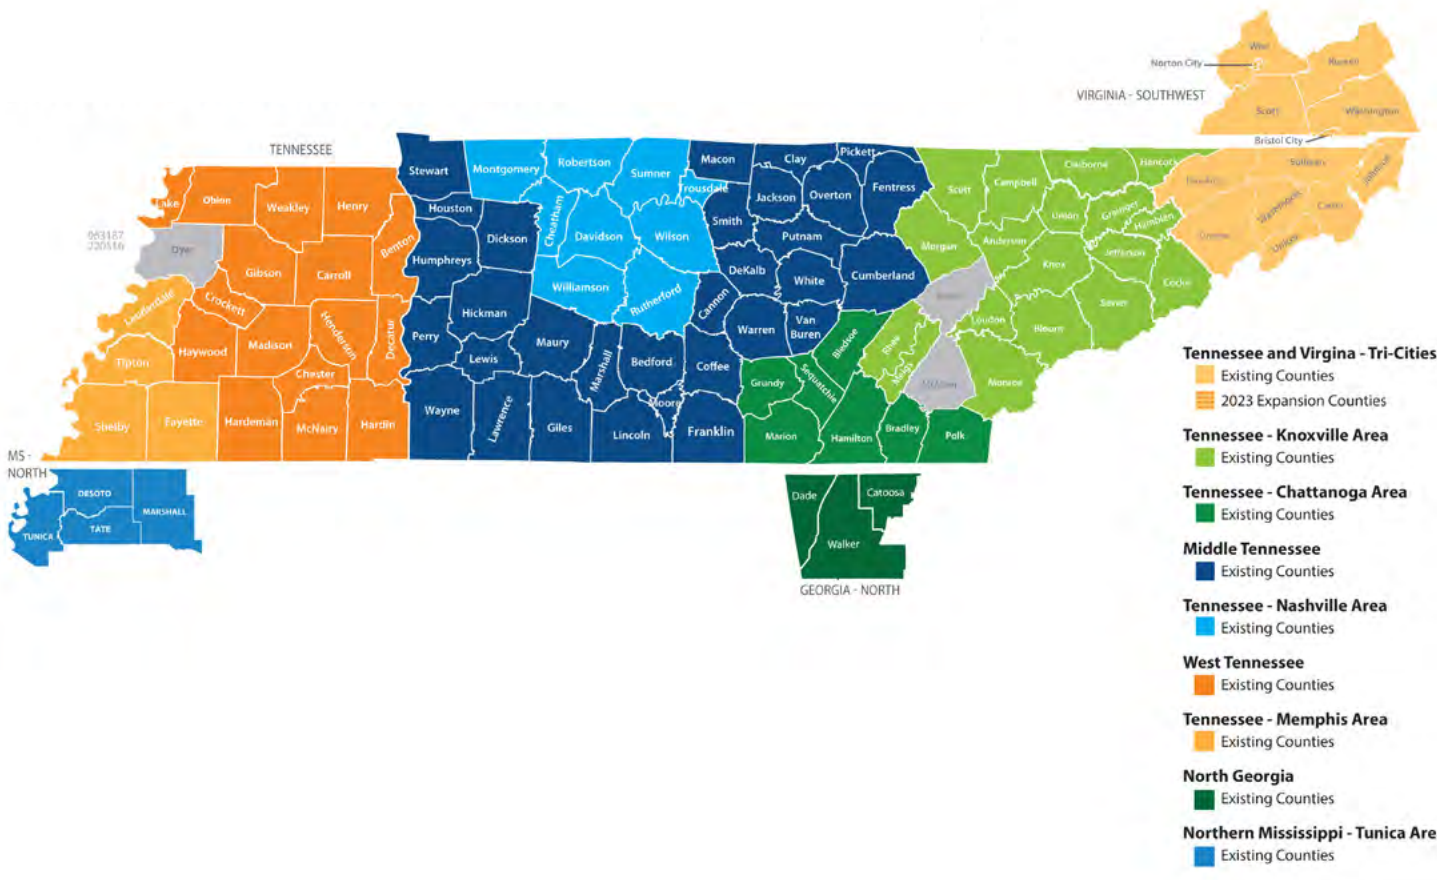 Wise
Norton City
Russell
VIRGINIA - SOUTHWEST
Scott
Washington
Bristol City
TENNESSEE
Stewart
Montgomery
Robertson
Sumner
Macon
Clay
Pickett
Claiborne
Hancock
Sullivan
Johnson
Lake
Obion
Weakley
Henry
Houston
Trousdale
Jackson
Overton
Fentress
Scott
Campbell
Hawkins
963187
220516
Dyer
Benton
Dickson
Cheatham
Davidson
Wilson
Smith
Putnam
Morgan
Anderson
Union
Grainger
Hamblen
Greene
Washington
Carter
Unicoi
Gibson
Carroll
Humphreys
Williamson
Rutherford
DeKalb
White
Cumberland
Knox
Jefferson
Cocke
Lauderdale
Crockett
Hickman
Cannon
Warren
Van
Buren
Loudon
Blount
Sevier
Tipton
Haywood
Madison
Henderson
Decatur
Perry
Lewis
Maury
Marshall
Bedford
Coffee
Bledsoe
Rhea
Meigs
McMinn
Monroe
Chester
Grundy
Sequatchie
Shelby
Fayette
Hardeman
McNairy
Hardin
Wayne
Lawrence
Giles
Lincoln
Moore
Franklin
Marion
Hamilton
Bradley
Polk
MS -
NORTH
DESOTO
MARSHALL
TATE
TUNICA
Dade
Catoosa
Walker
GEORGIA - NORTH
Tennessee and Virgina - Tri-Cities
Existing Counties
2023 Expansion Counties
Tennessee - Knoxville Area
Existing Counties
Tennessee - Chattanoga Area
Existing Counties
Middle Tennessee
Existing Counties
Tennessee - Nashville Area
Existing Counties
West Tennessee
Existing Counties
Tennessee - Memphis Area
Existing Counties
North Georgia
Existing Counties
Northern Mississippi - Tunica Are
Existing Counties